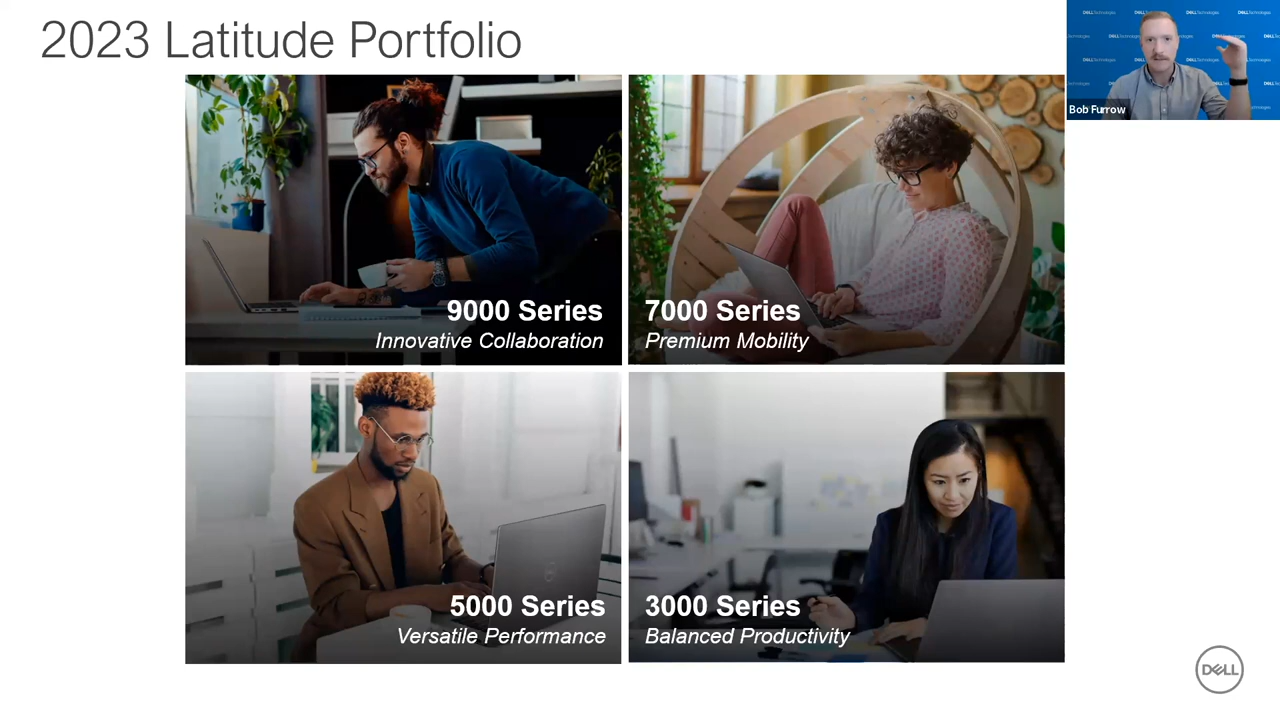 2023 Latitude Portfolio
Bob Furrow
9000 Series
Innovative Collaboration
7000 Series
Premium Mobility
5000 Series
Versatile Performance
3000 Series
Balanced Productivity
DELL